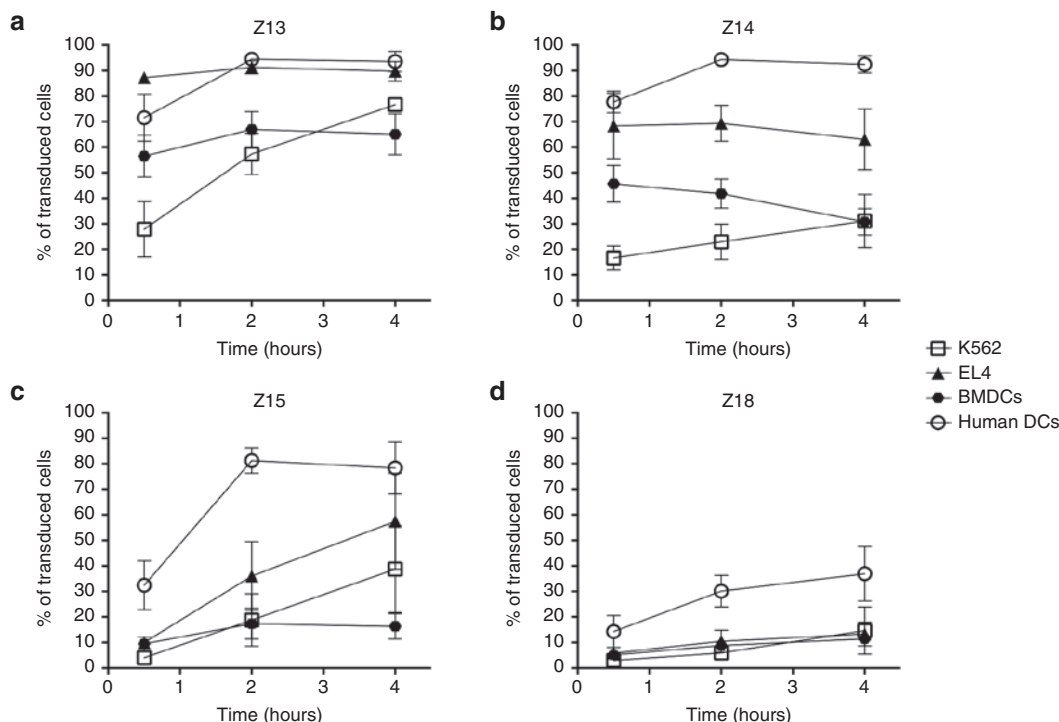 a
Z13
% of transduced cells
100
90
80
70
60
50
40
30
20
10
0
0 1 2 3 4
Time (hours)
b
Z14
% of transduced cells
100
90
80
70
60
50
40
30
20
10
0
0 1 2 3 4
Time (hours)
K562
EL4
BMDCs
Human DCs
c
Z15
% of transduced cells
100
90
80
70
60
50
40
30
20
10
0
0 1 2 3 4
Time (hours)
d
Z18
% of transduced cells
100
90
80
70
60
50
40
30
20
10
0
0 1 2 3 4
Time (hours)